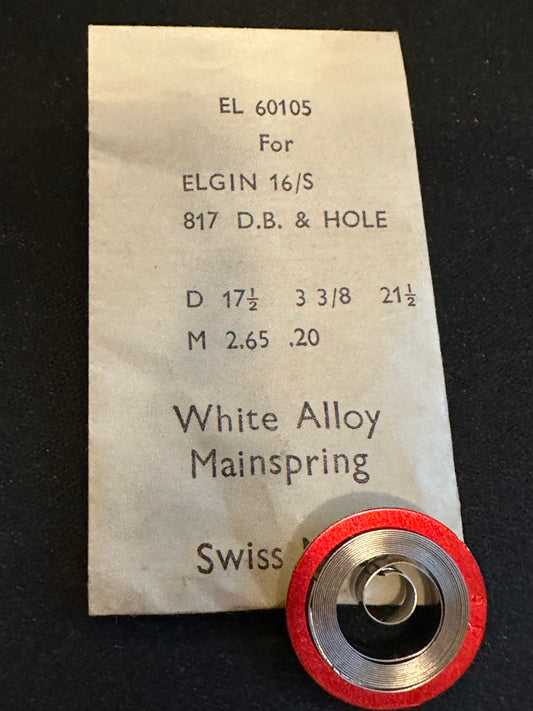 EL 60105
For
ELGIN 16/S
817 D.B. & HOLE
D 17½ 3 3/8 21½
M 2.65 .20
White Alloy
Mainspring
Swiss